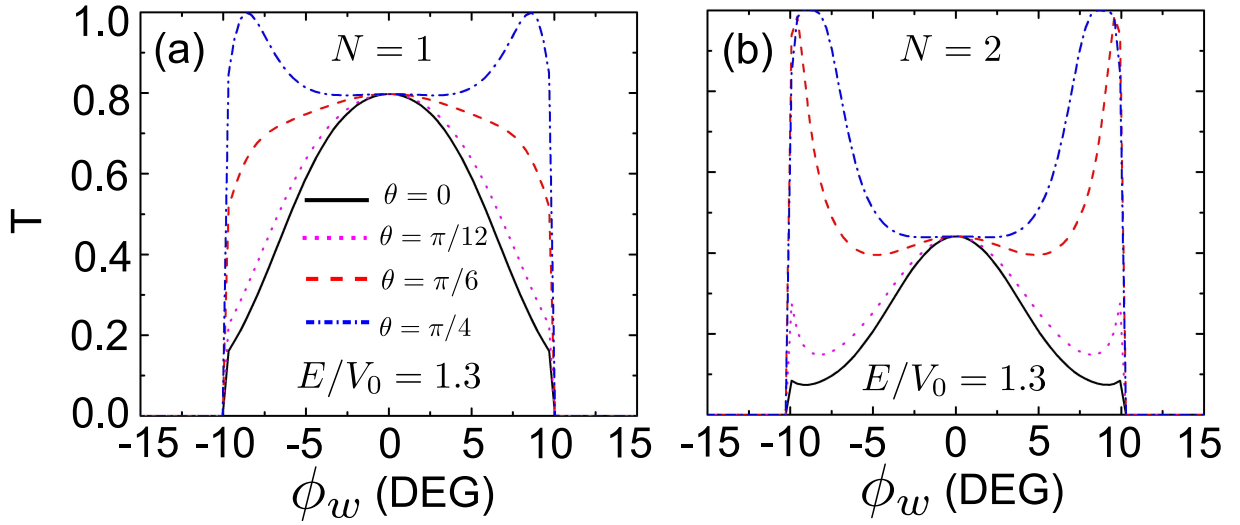 1.0
0.8
0.6
0.4
0.2
0.0
T
(a)
N = 1
θ = 0
θ = π/12
θ = π/6
θ = π/4
E/V₀ = 1.3
-15 -10 -5 0 5 10 15
ϕ_w (DEG)
(b)
N = 2
E/V₀ = 1.3
-15 -10 -5 0 5 10 15
ϕ_w (DEG)